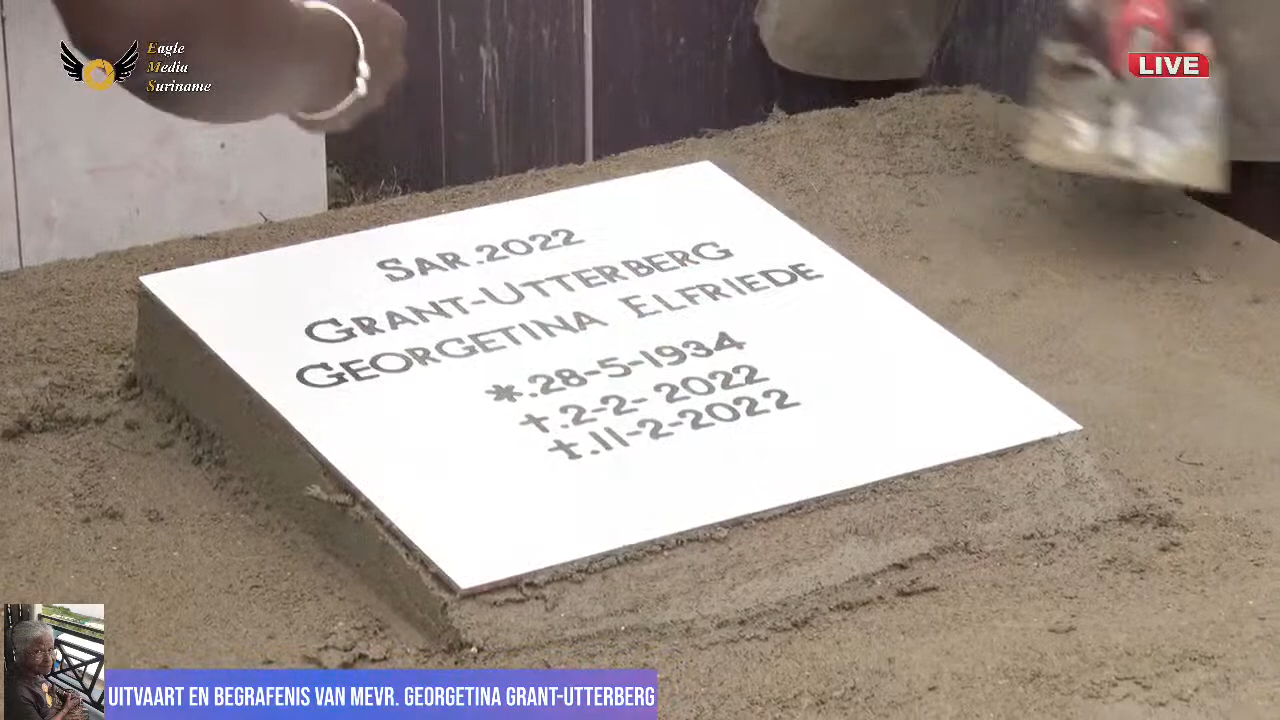 Eagle
Media
Suriname
LIVE
SAR.2022
GRANT-UTTERBERG
GEORGETINA ELFRIEDE
*.28-5-1934
†.2-2-2022
†.11-2-2022
UITVAART EN BEGRAFENIS VAN MEVR. GEORGETINA GRANT-UTTERBERG